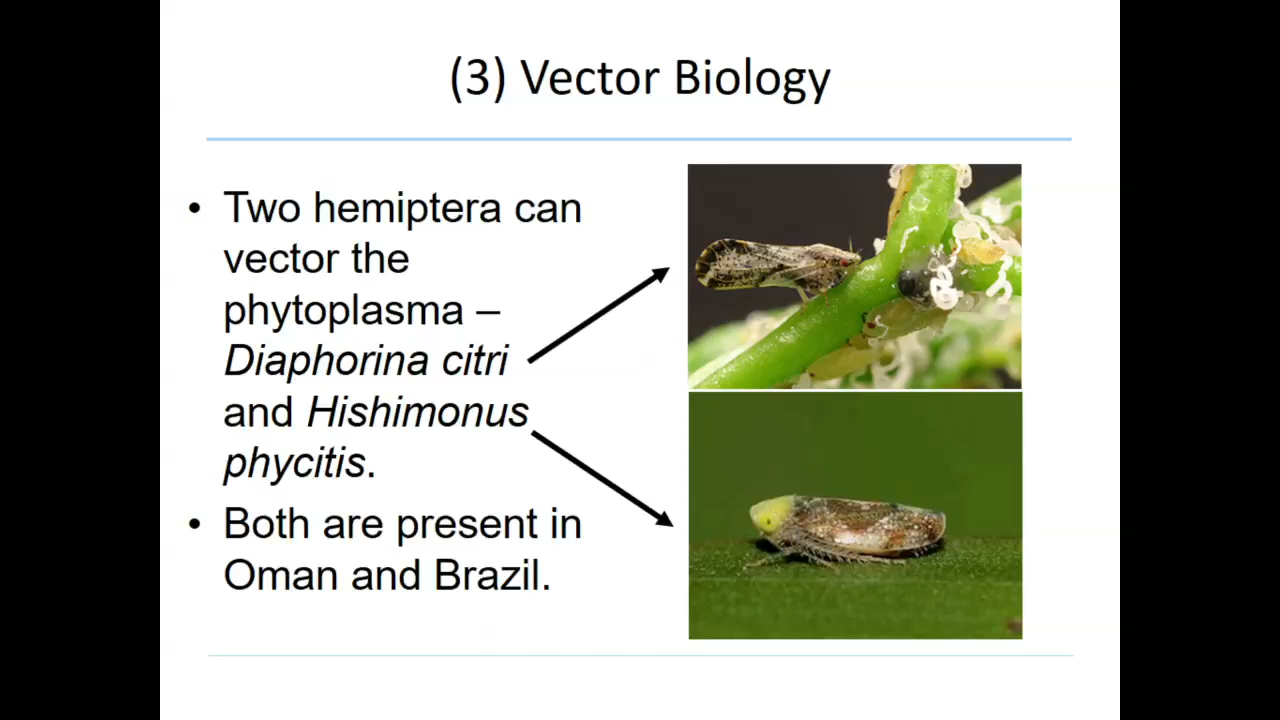 (3) Vector Biology
• Two hemiptera can
vector the
phytoplasma –
Diaphorina citri
and Hishimonus
phycitis.
• Both are present in
Oman and Brazil.